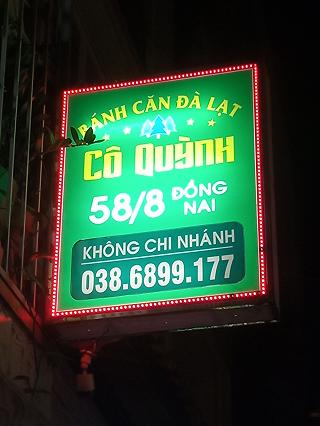 BÁNH CĂN ĐÀ LẠT
CÔ QUỲNH
58/8 ĐỒNG NAI
KHÔNG CHI NHÁNH
038.6899.177